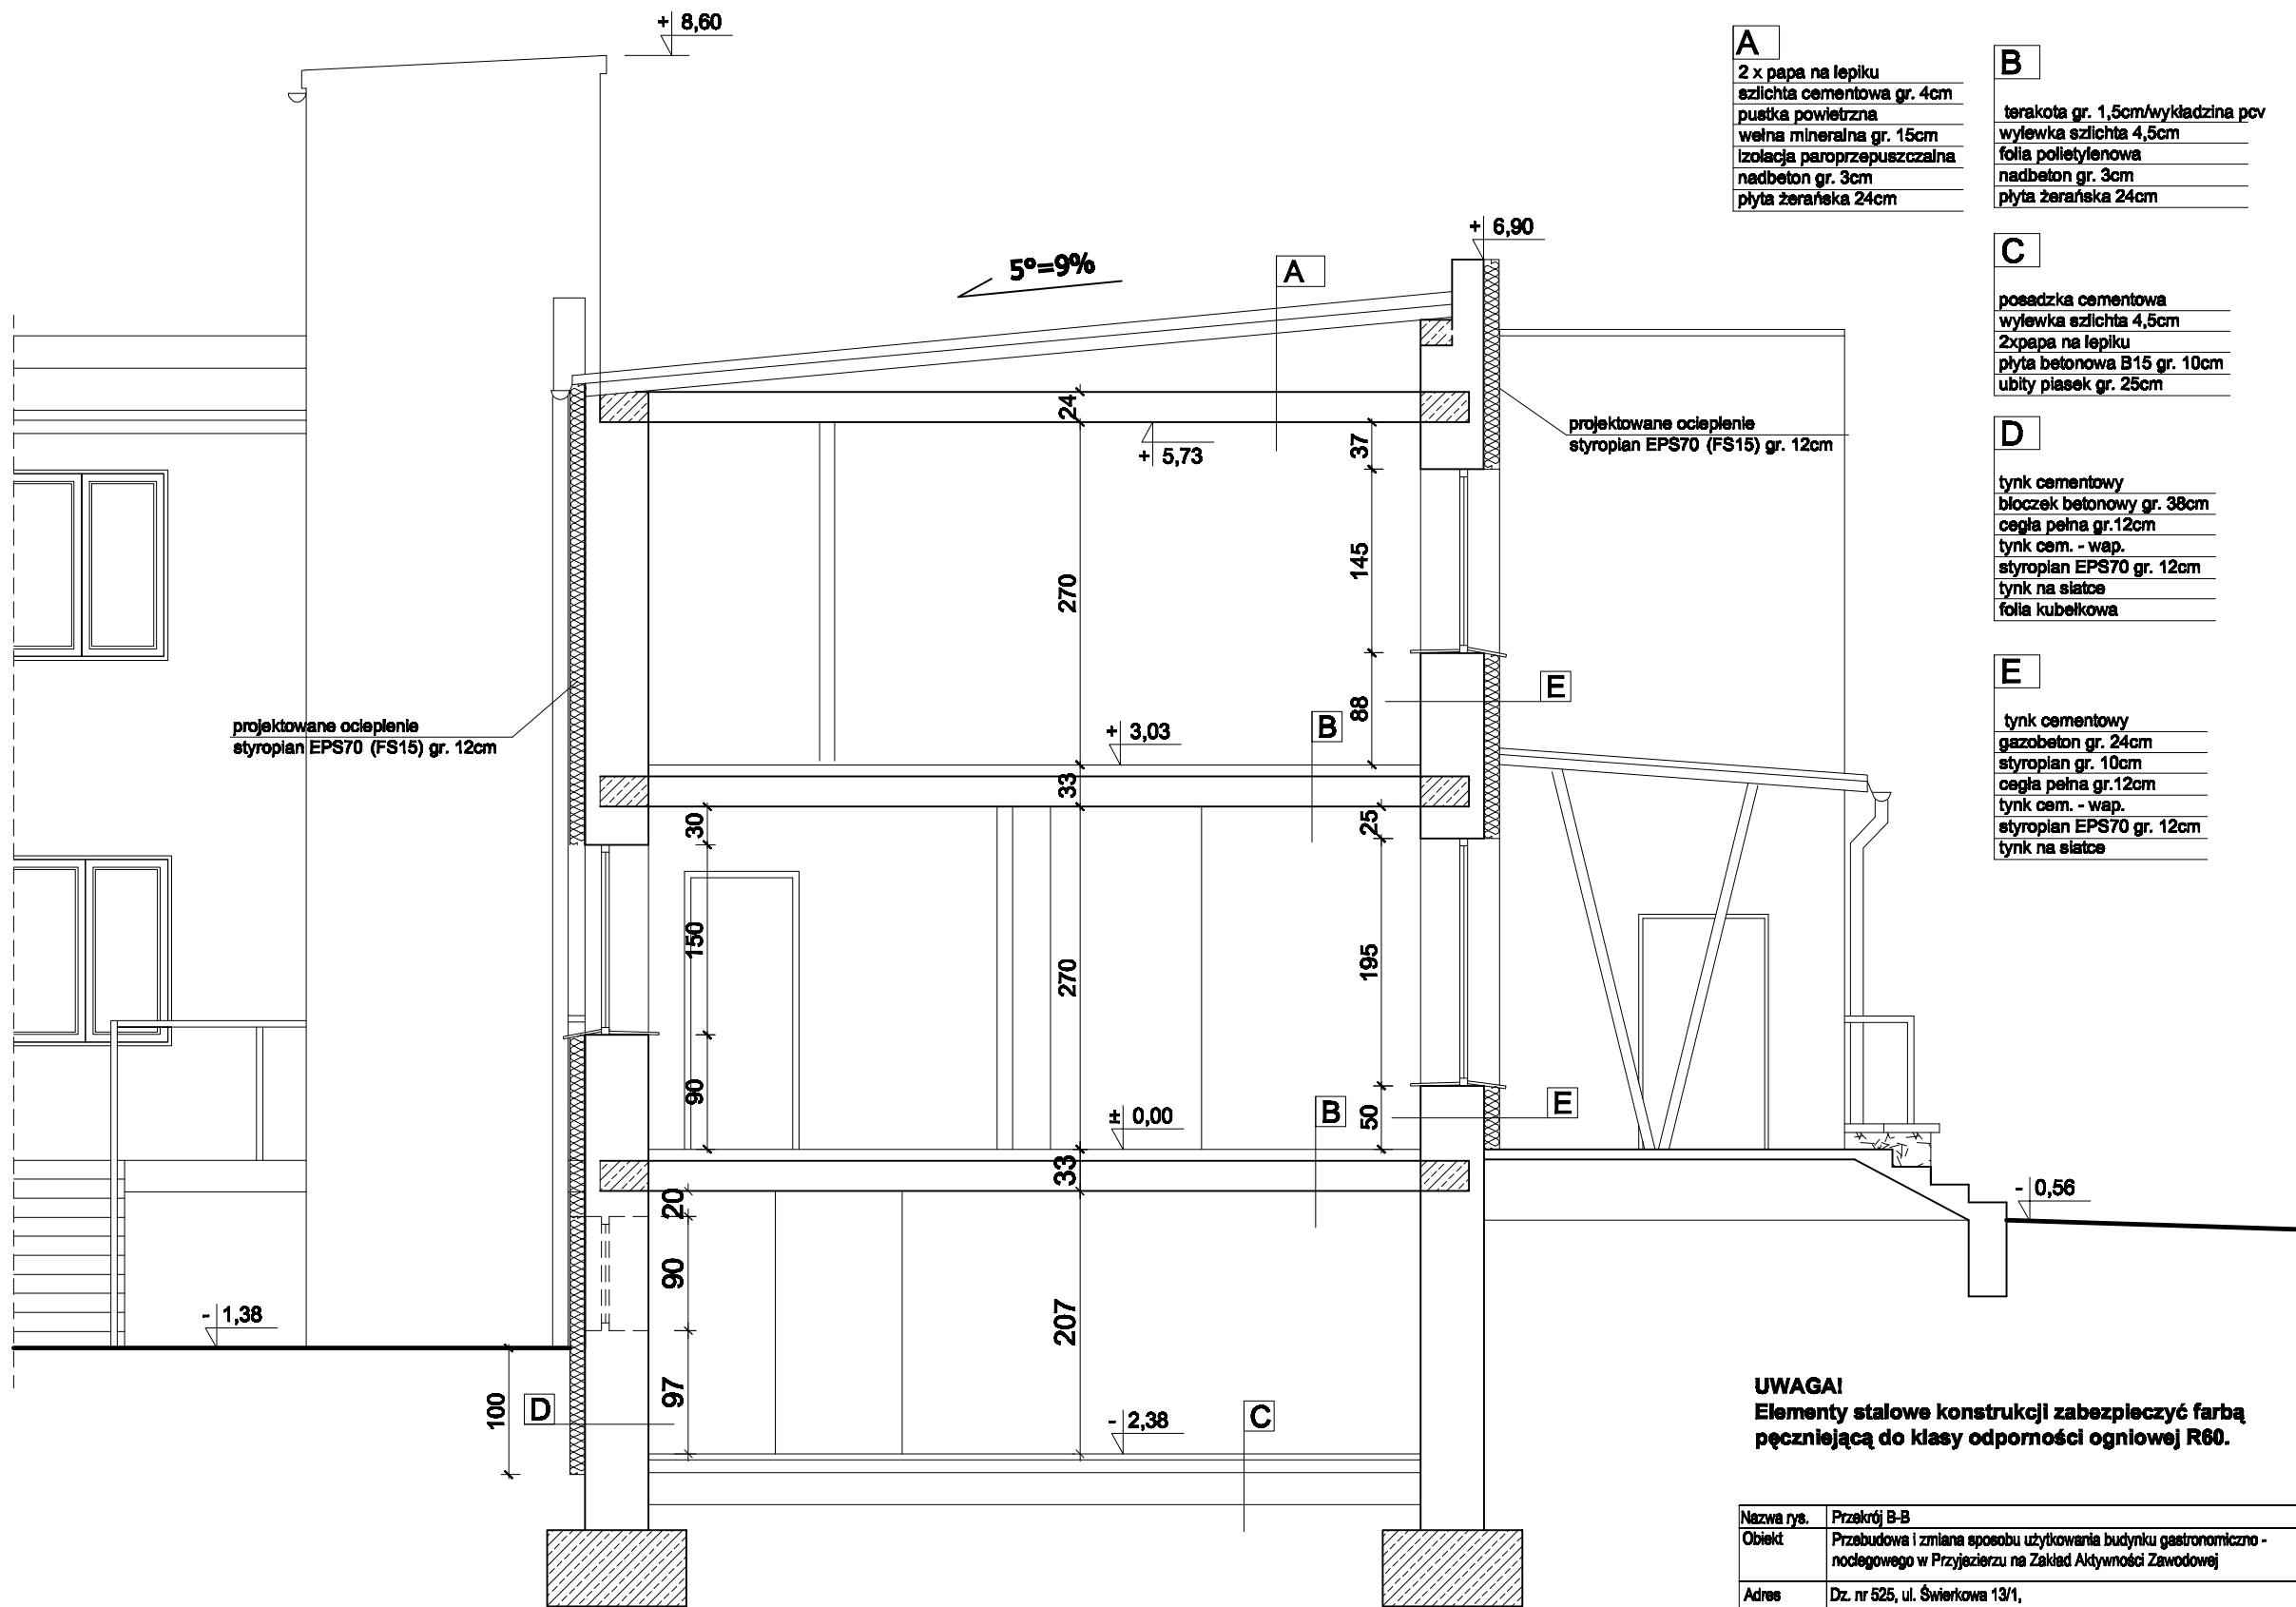 + 8,60
A
2 x papa na lepiku
szlichta cementowa gr. 4cm
pustka powietrzna
wełna mineralna gr. 15cm
izolacja paroprzepuszczalna
nadbeton gr. 3cm
płyta żerańska 24cm
B
terakota gr. 1,5cm/wykładzina pcv
wylewka szlichta 4,5cm
folia polietylenowa
nadbeton gr. 3cm
płyta żerańska 24cm
C
posadzka cementowa
wylewka szlichta 4,5cm
2xpapa na lepiku
płyta betonowa B15 gr. 10cm
ubity piasek gr. 25cm
D
tynk cementowy
bloczek betonowy gr. 38cm
cegła pełna gr.12cm
tynk cem. - wap.
styropian EPS70 gr. 12cm
tynk na siatce
folia kubełkowa
E
tynk cementowy
gazobeton gr. 24cm
styropian gr. 10cm
cegła pełna gr.12cm
tynk cem. - wap.
styropian EPS70 gr. 12cm
tynk na siatce
+ 6,90
5°=9%
A
24
37
+ 5,73
projektowane ocieplenie
styropian EPS70 (FS15) gr. 12cm
270
145
88
E
B
projektowane ocieplenie
styropian EPS70 (FS15) gr. 12cm
+ 3,03
33
30
25
150
270
195
90
± 0,00
B
50
E
33
20
- 0,56
90
207
- 1,38
97
100
D
- 2,38
C
UWAGA!
Elementy stalowe konstrukcji zabezpieczyć farbą
pęczniejącą do klasy odporności ogniowej R60.
Nazwa rys. Przekrój B-B
Obiekt Przebudowa i zmiana sposobu użytkowania budynku gastronomiczno -
noclegowego w Przyjezierzu na Zakład Aktywności Zawodowej
Adres Dz. nr 525, ul. Świerkowa 13/1,